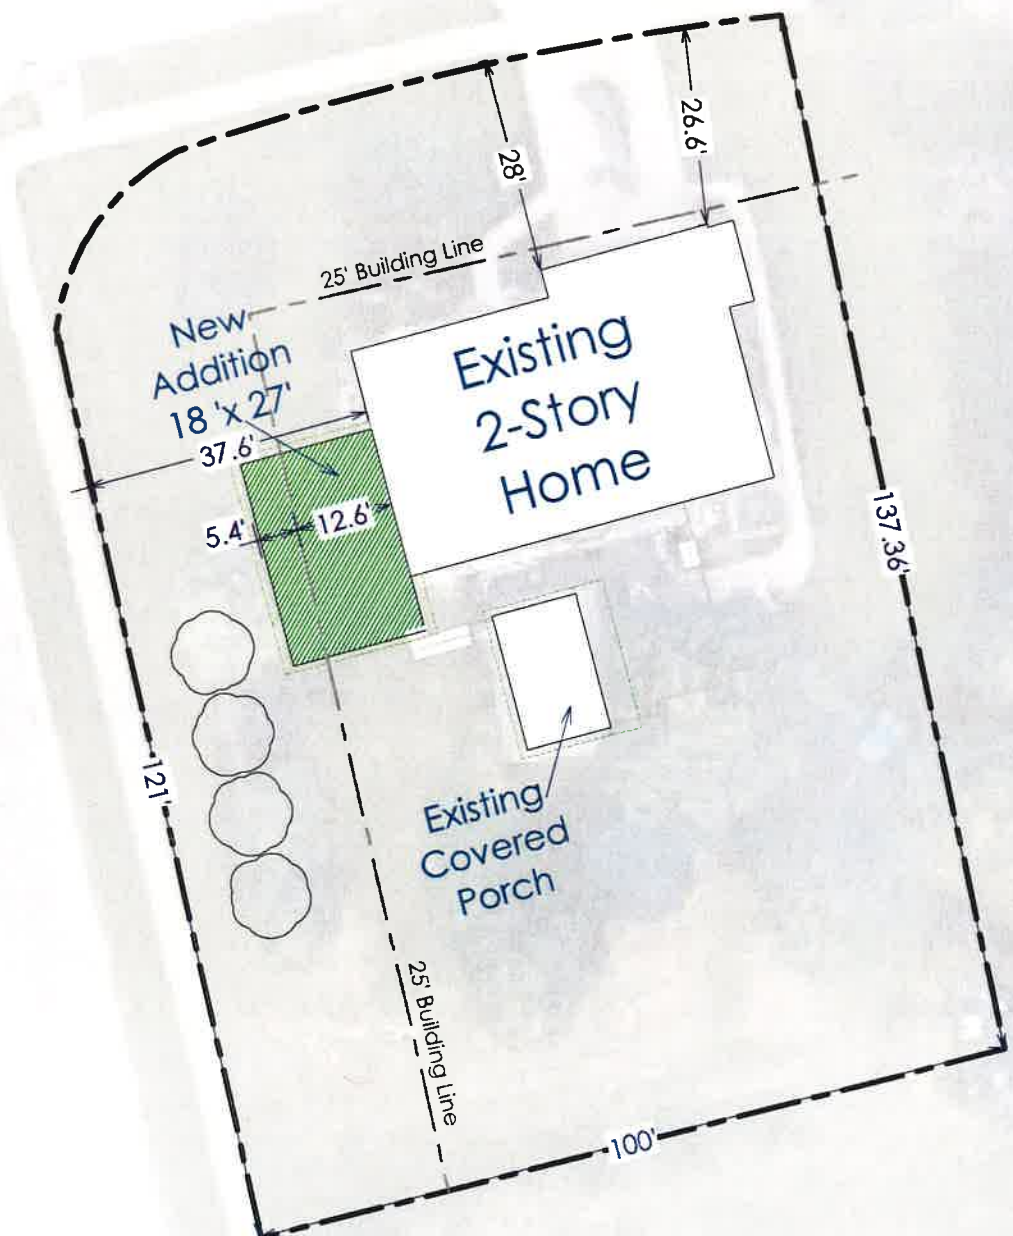 26.6'
28'
25' Building Line
New
Addition
18 'x 27'
37.6'
5.4'
12.6'
Existing
2-Story
Home
137.36'
121'
Existing
Covered
Porch
25' Building Line
100'